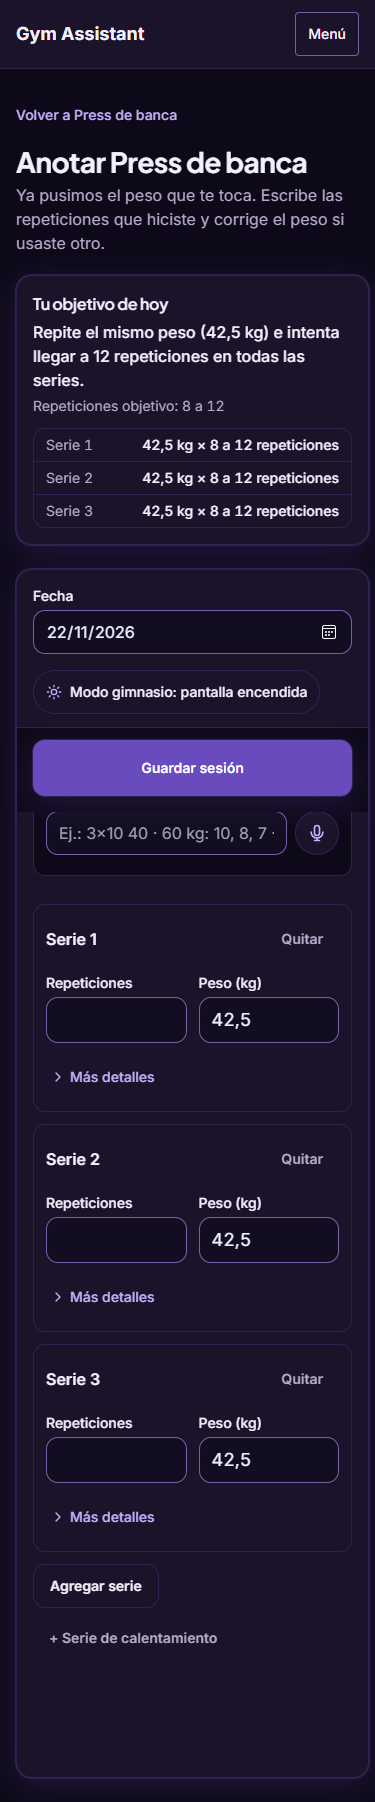 Gym Assistant
Menú
Volver a Press de banca
Anotar Press de banca
Ya pusimos el peso que te toca. Escribe las
repeticiones que hiciste y corrige el peso si
usaste otro.
Tu objetivo de hoy
Repite el mismo peso (42,5 kg) e intenta
llegar a 12 repeticiones en todas las
series.
Repeticiones objetivo: 8 a 12
Serie 1 42,5 kg × 8 a 12 repeticiones
Serie 2 42,5 kg × 8 a 12 repeticiones
Serie 3 42,5 kg × 8 a 12 repeticiones
Fecha
22/11/2026
Modo gimnasio: pantalla encendida
Guardar sesión
Ej.: 3×10 40 · 60 kg: 10, 8, 7 ·
Serie 1 Quitar
Repeticiones Peso (kg)
42,5
Más detalles
Serie 2 Quitar
Repeticiones Peso (kg)
42,5
Más detalles
Serie 3 Quitar
Repeticiones Peso (kg)
42,5
Más detalles
Agregar serie
+ Serie de calentamiento